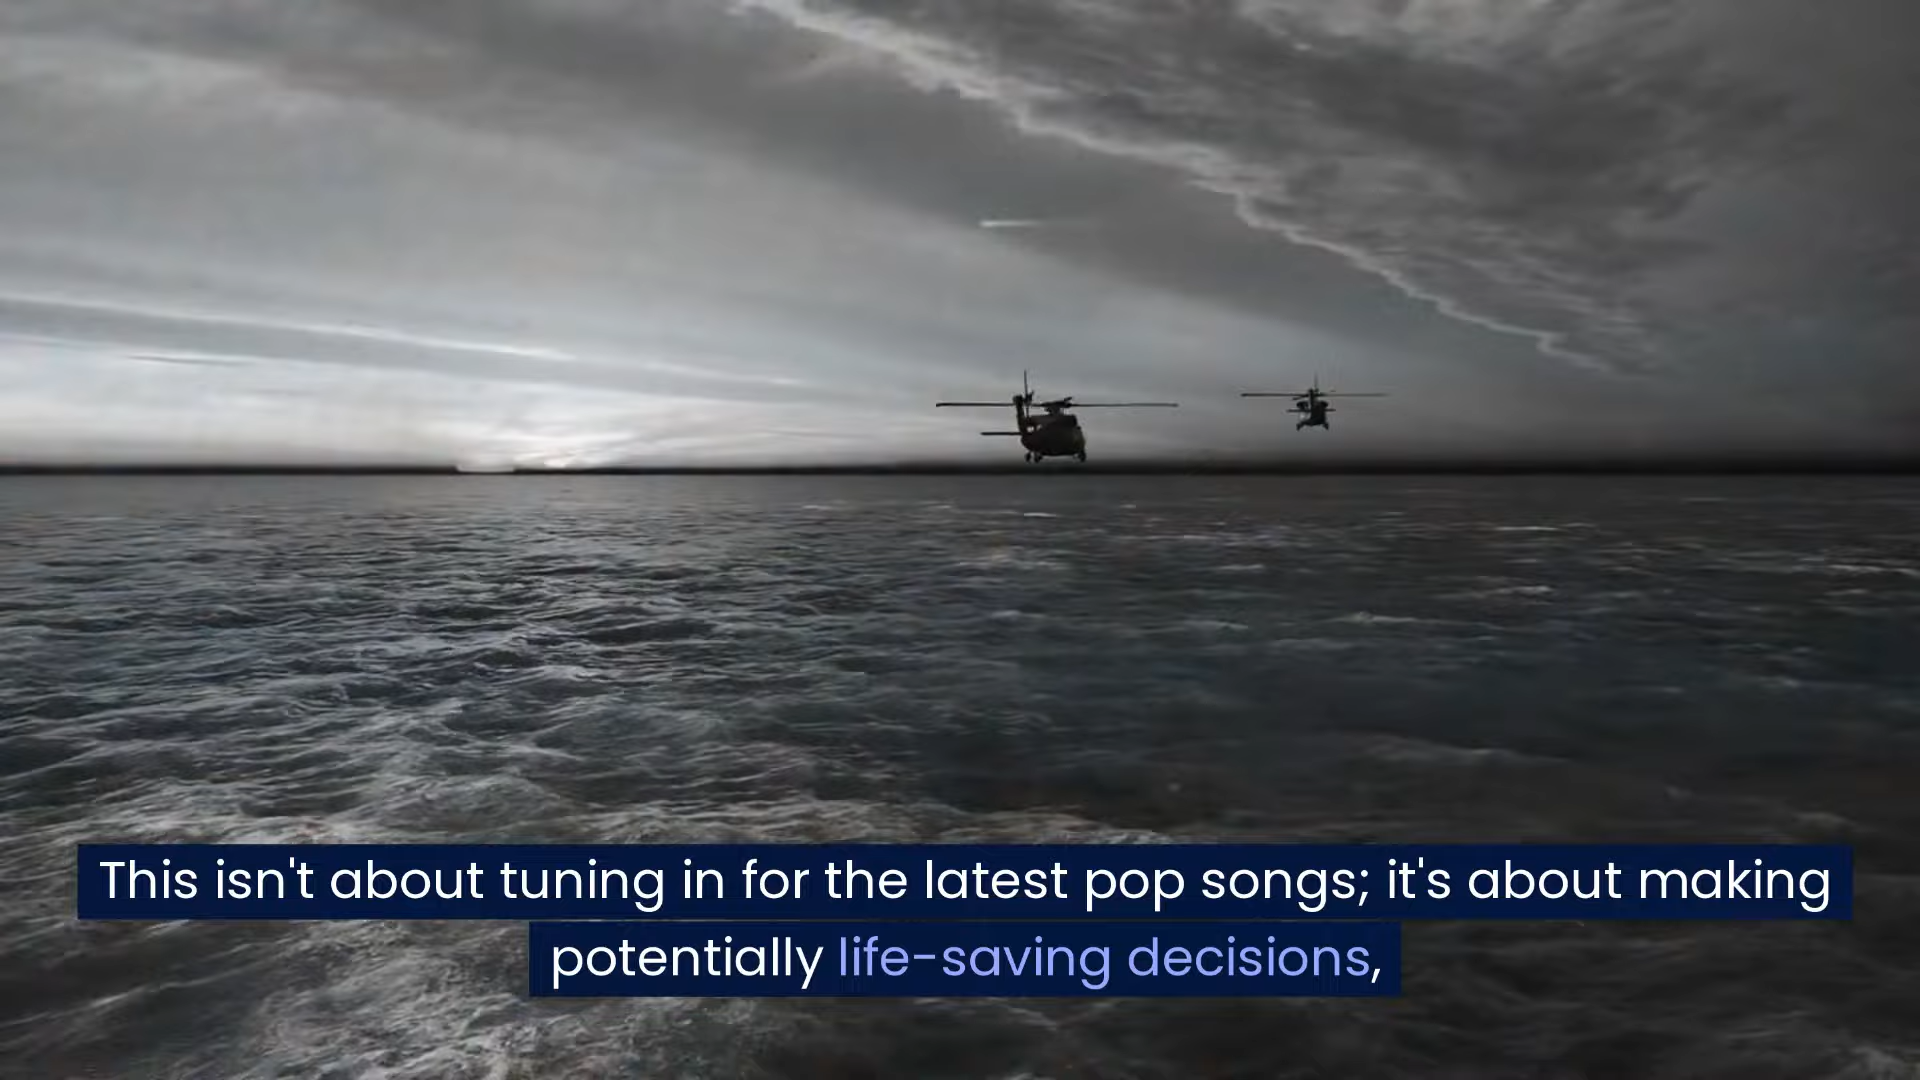 This isn't about tuning in for the latest pop songs; it's about making
potentially life-saving decisions,